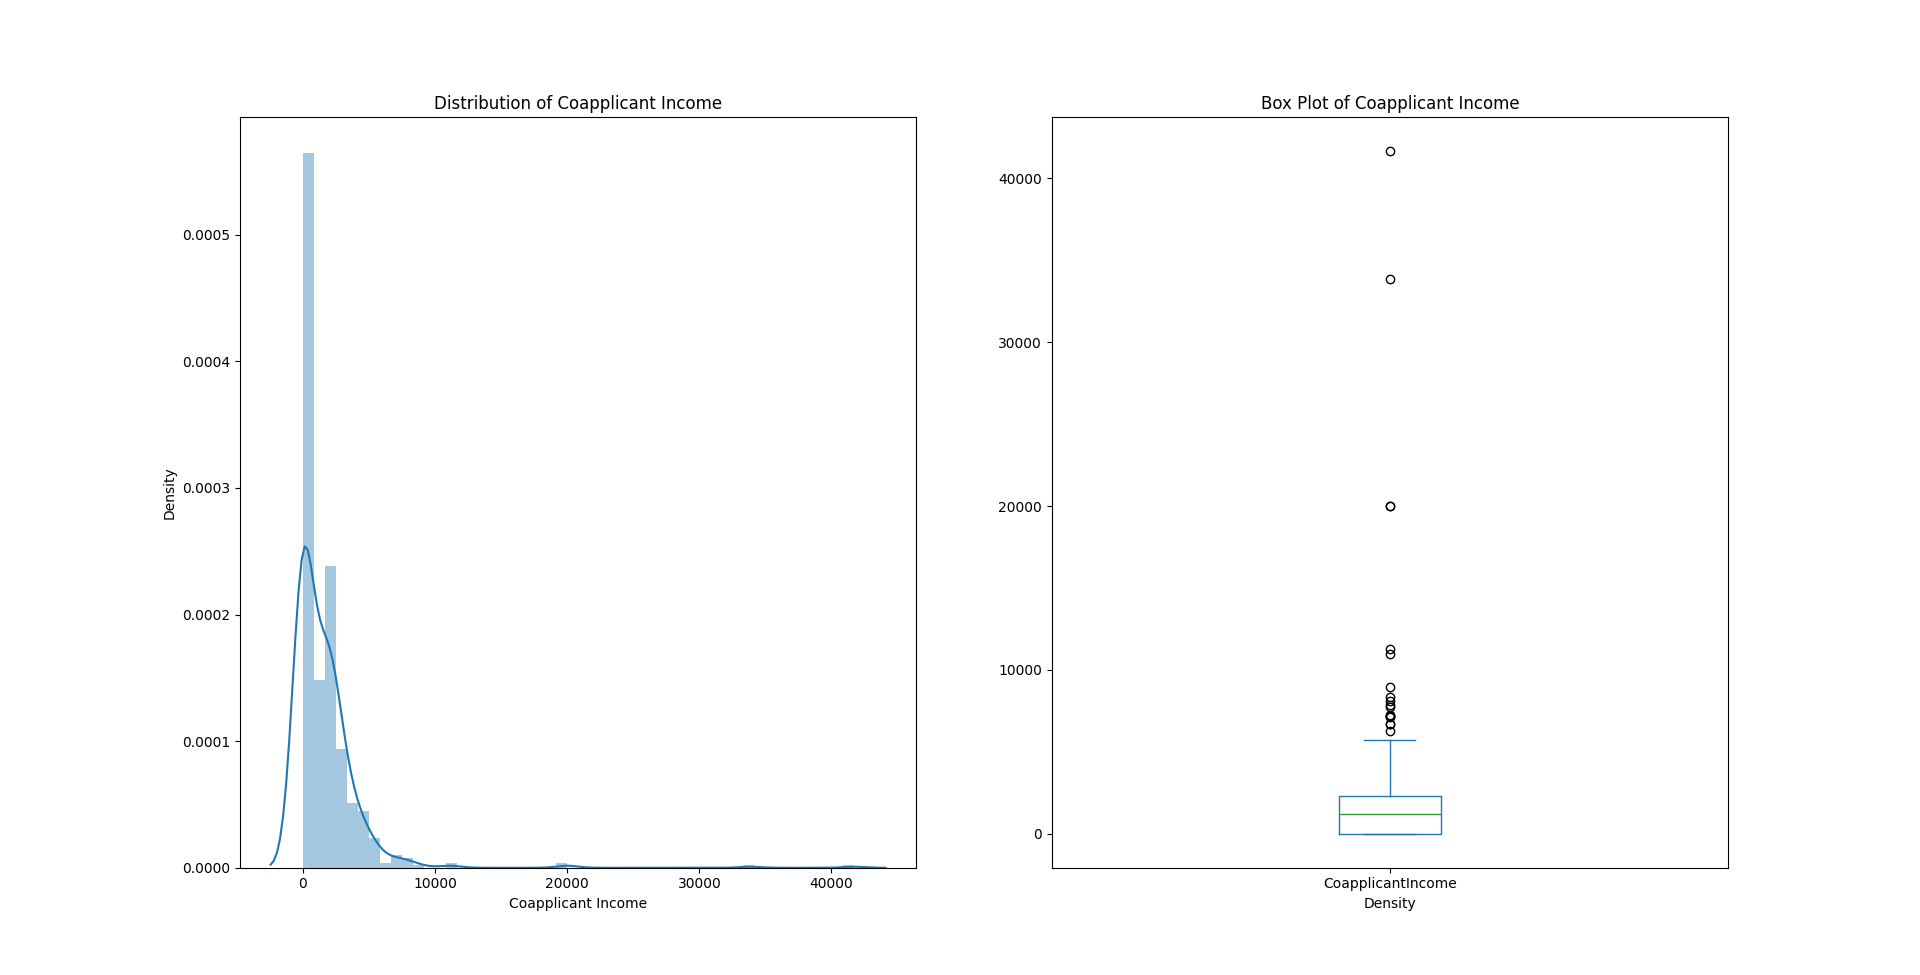 Distribution of Coapplicant Income
0.0005
0.0004
0.0003
0.0002
0.0001
0.0000
Density
0 10000 20000 30000 40000
Coapplicant Income
Box Plot of Coapplicant Income
40000
30000
20000
10000
0
CoapplicantIncome
Density